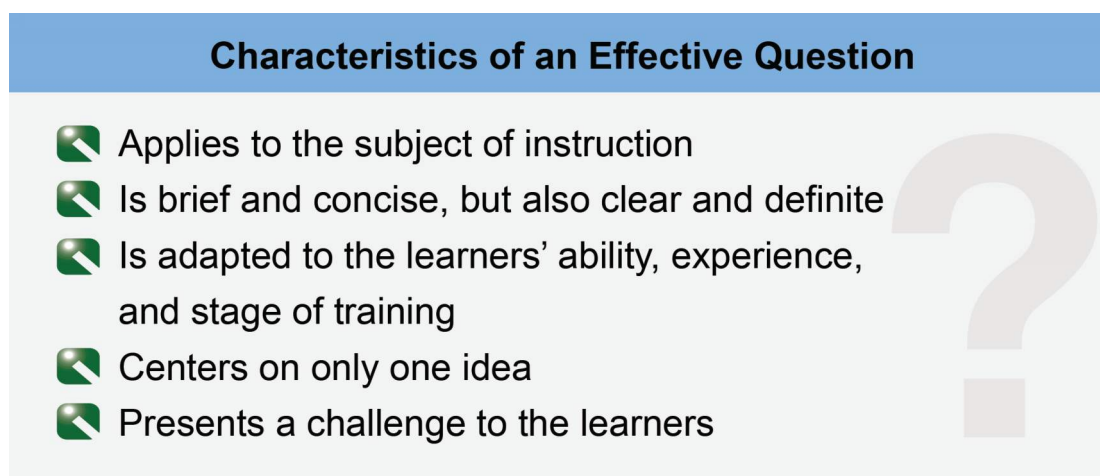 Characteristics of an Effective Question
Applies to the subject of instruction
Is brief and concise, but also clear and definite
Is adapted to the learners’ ability, experience,
and stage of training
Centers on only one idea
Presents a challenge to the learners
?